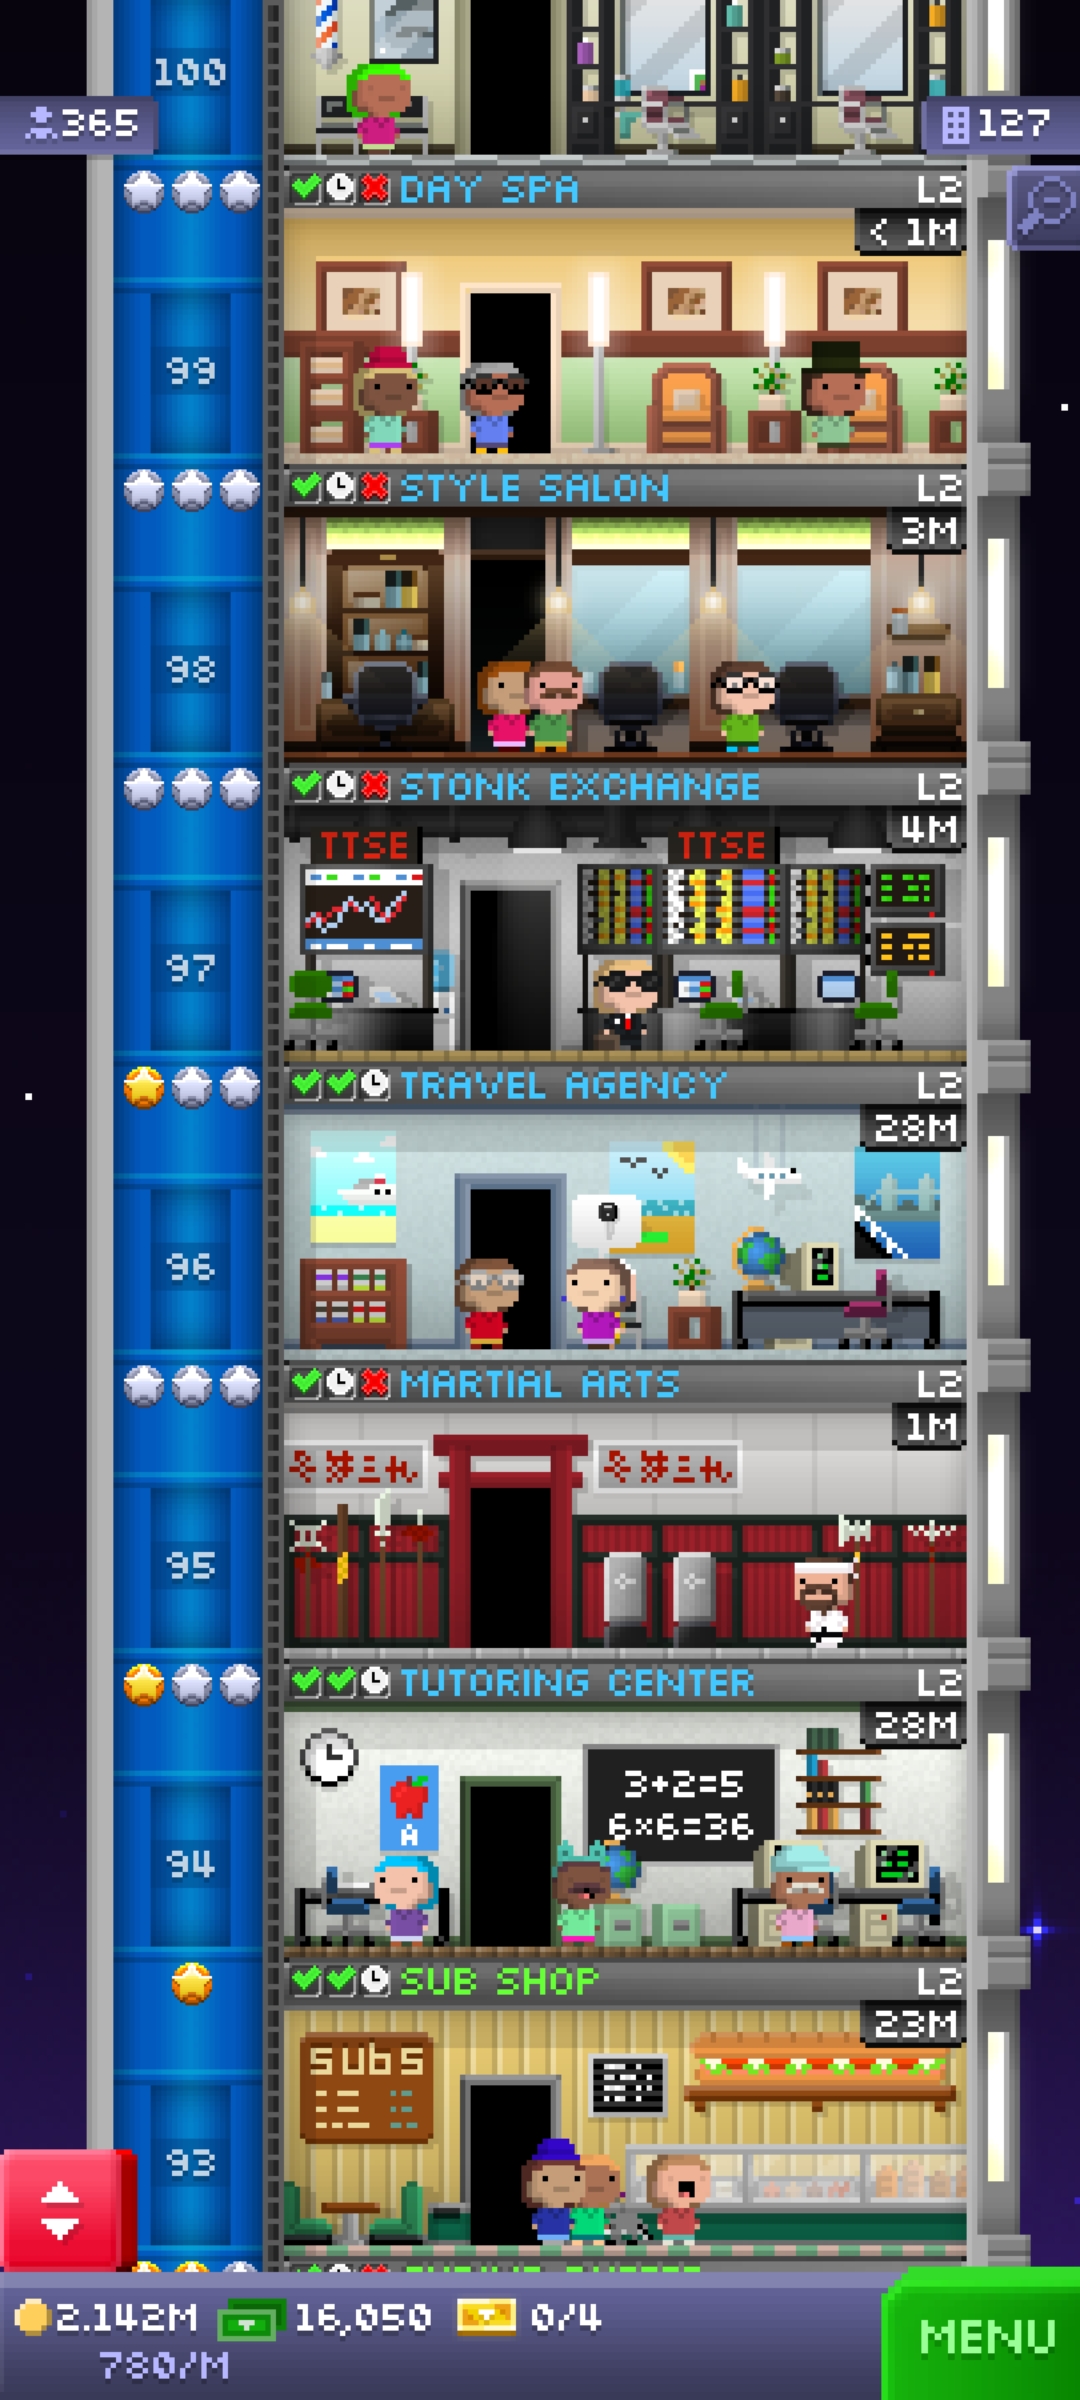 100
365
127
DAY SPA L2
< 1M
99
STYLE SALON L2
3M
98
STONK EXCHANGE L2
4M
TTSE TTSE
97
TRAVEL AGENCY L2
28M
96
MARTIAL ARTS L2
1M
95
TUTORING CENTER L2
28M
3+2=5
6×6=36
A
94
SUB SHOP L2
23M
SUBS
93
2.142M 16,050 0/4
780/M
MENU